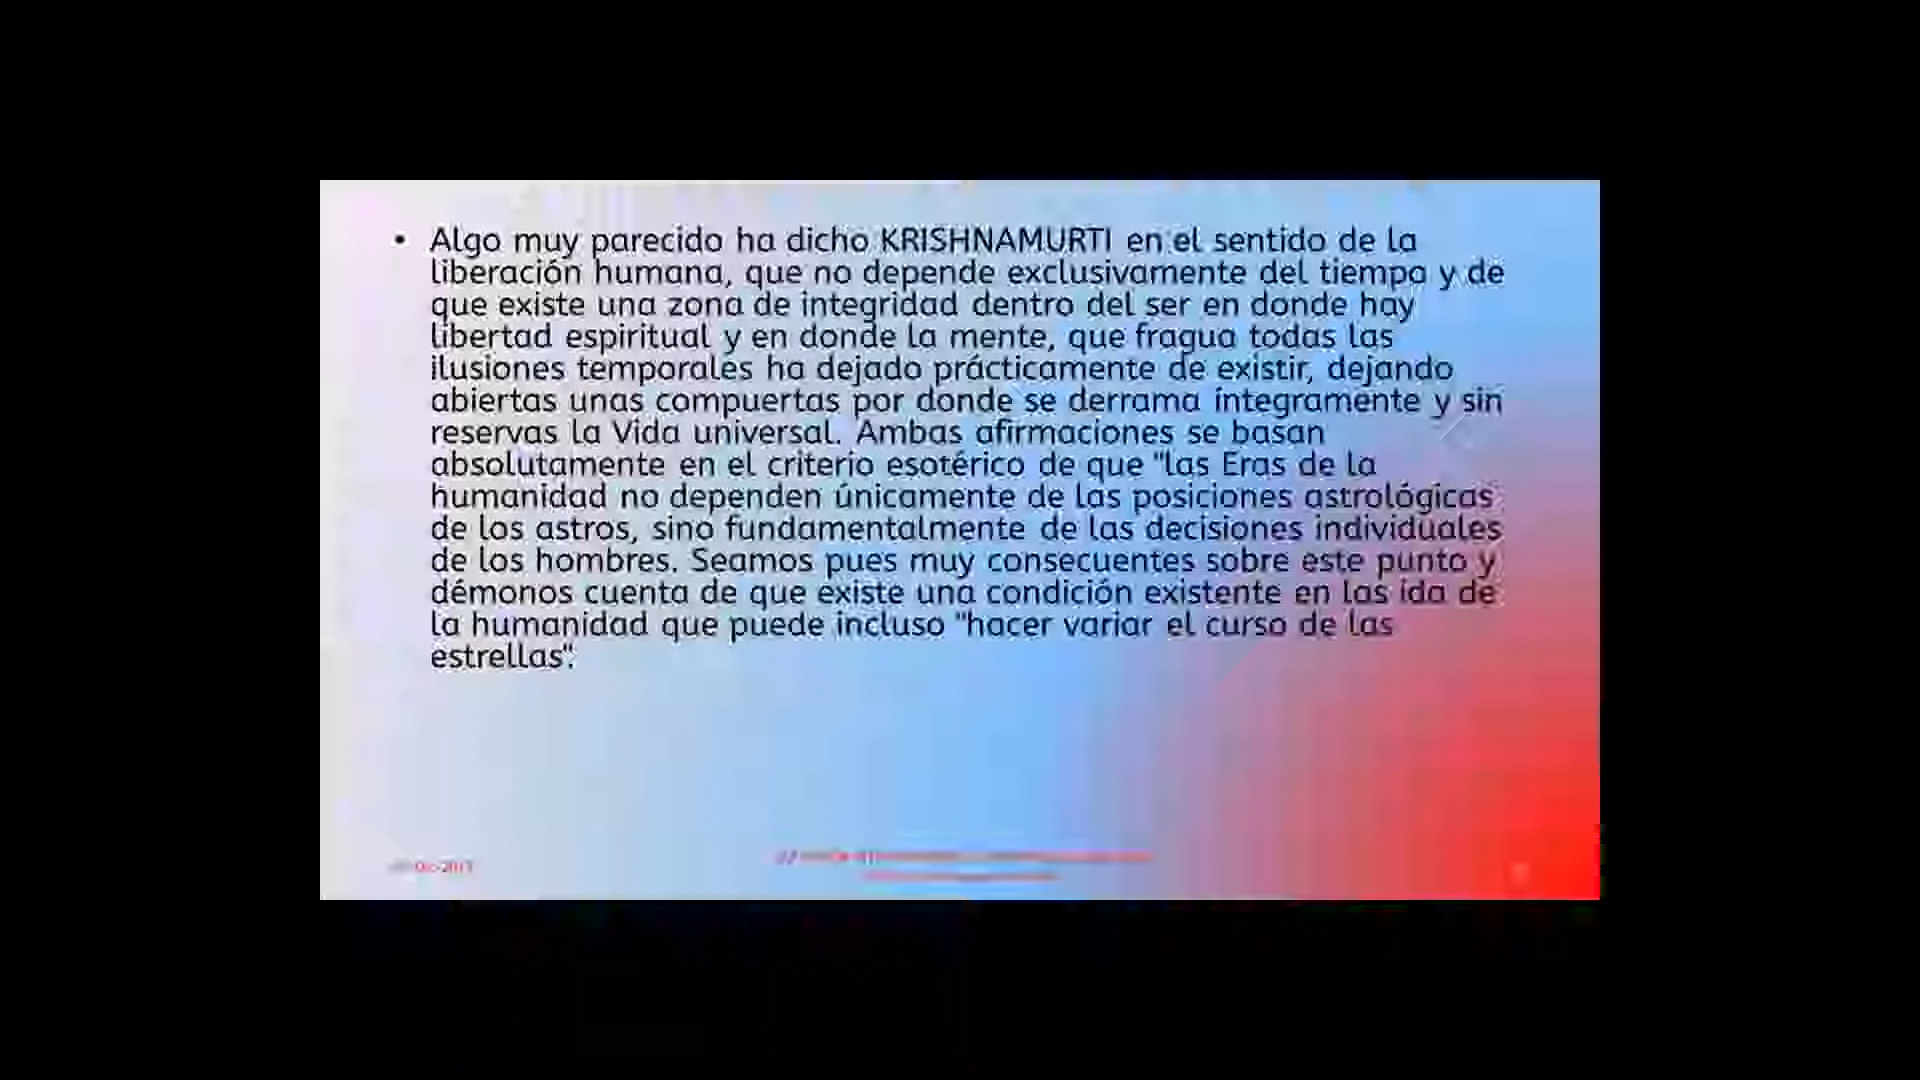 • Algo muy parecido ha dicho KRISHNAMURTI en el sentido de la
liberación humana, que no depende exclusivamente del tiempo y de
que existe una zona de integridad dentro del ser en donde hay
libertad espiritual y en donde la mente, que fragua todas las
ilusiones temporales ha dejado prácticamente de existir, dejando
abiertas unas compuertas por donde se derrama íntegramente y sin
reservas la Vida universal. Ambas afirmaciones se basan
absolutamente en el criterio esotérico de que "las Eras de la
humanidad no dependen únicamente de las posiciones astrológicas
de los astros, sino fundamentalmente de las decisiones individuales
de los hombres. Seamos pues muy consecuentes sobre este punto y
démonos cuenta de que existe una condición existente en las ida de
la humanidad que puede incluso "hacer variar el curso de las
estrellas".